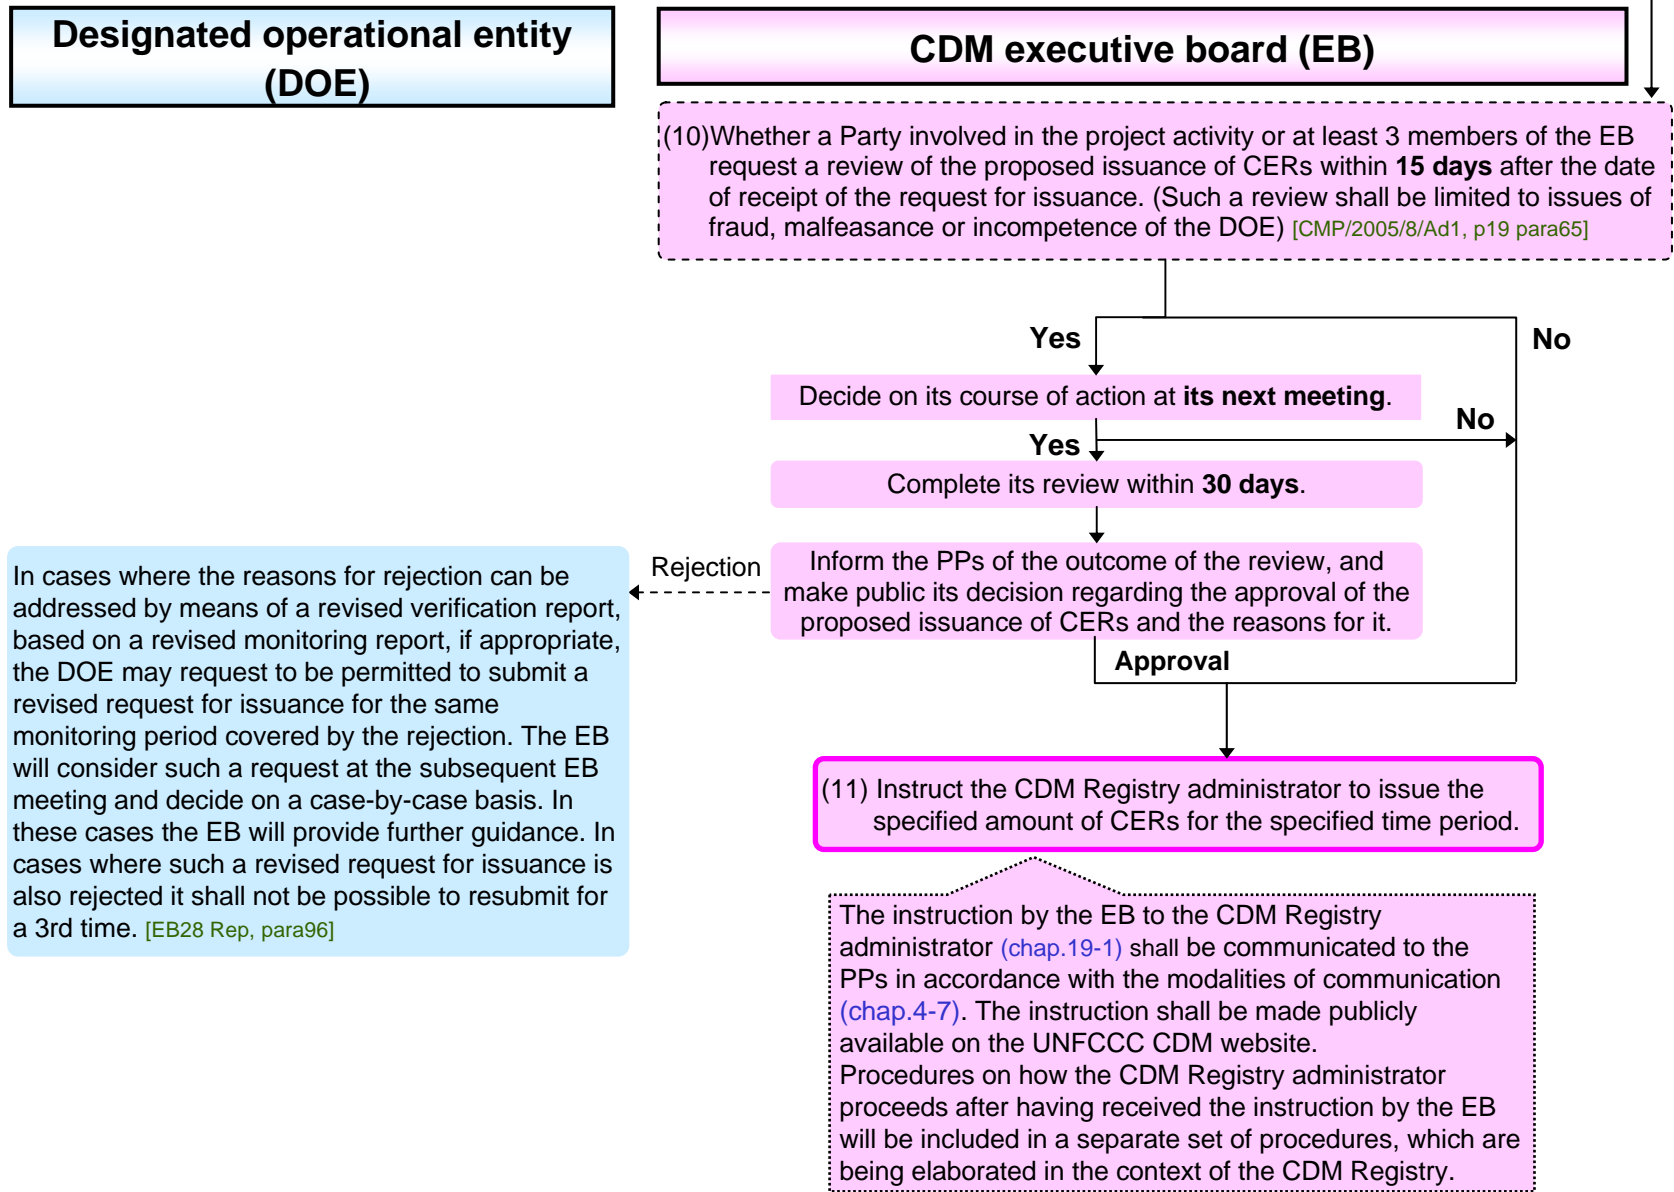 Designated operational entity
(DOE)
CDM executive board (EB)
(10)Whether a Party involved in the project activity or at least 3 members of the EB
request a review of the proposed issuance of CERs within 15 days after the date
of receipt of the request for issuance. (Such a review shall be limited to issues of
fraud, malfeasance or incompetence of the DOE) [CMP/2005/8/Ad1, p19 para65]
Yes
No
Decide on its course of action at its next meeting.
No
Yes
Complete its review within 30 days.
Inform the PPs of the outcome of the review, and
make public its decision regarding the approval of the
proposed issuance of CERs and the reasons for it.
Rejection
In cases where the reasons for rejection can be
addressed by means of a revised verification report,
based on a revised monitoring report, if appropriate,
the DOE may request to be permitted to submit a
revised request for issuance for the same
monitoring period covered by the rejection. The EB
will consider such a request at the subsequent EB
meeting and decide on a case-by-case basis. In
these cases the EB will provide further guidance. In
cases where such a revised request for issuance is
also rejected it shall not be possible to resubmit for
a 3rd time. [EB28 Rep, para96]
Approval
(11) Instruct the CDM Registry administrator to issue the
specified amount of CERs for the specified time period.
The instruction by the EB to the CDM Registry
administrator (chap.19-1) shall be communicated to the
PPs in accordance with the modalities of communication
(chap.4-7). The instruction shall be made publicly
available on the UNFCCC CDM website.
Procedures on how the CDM Registry administrator
proceeds after having received the instruction by the EB
will be included in a separate set of procedures, which are
being elaborated in the context of the CDM Registry.